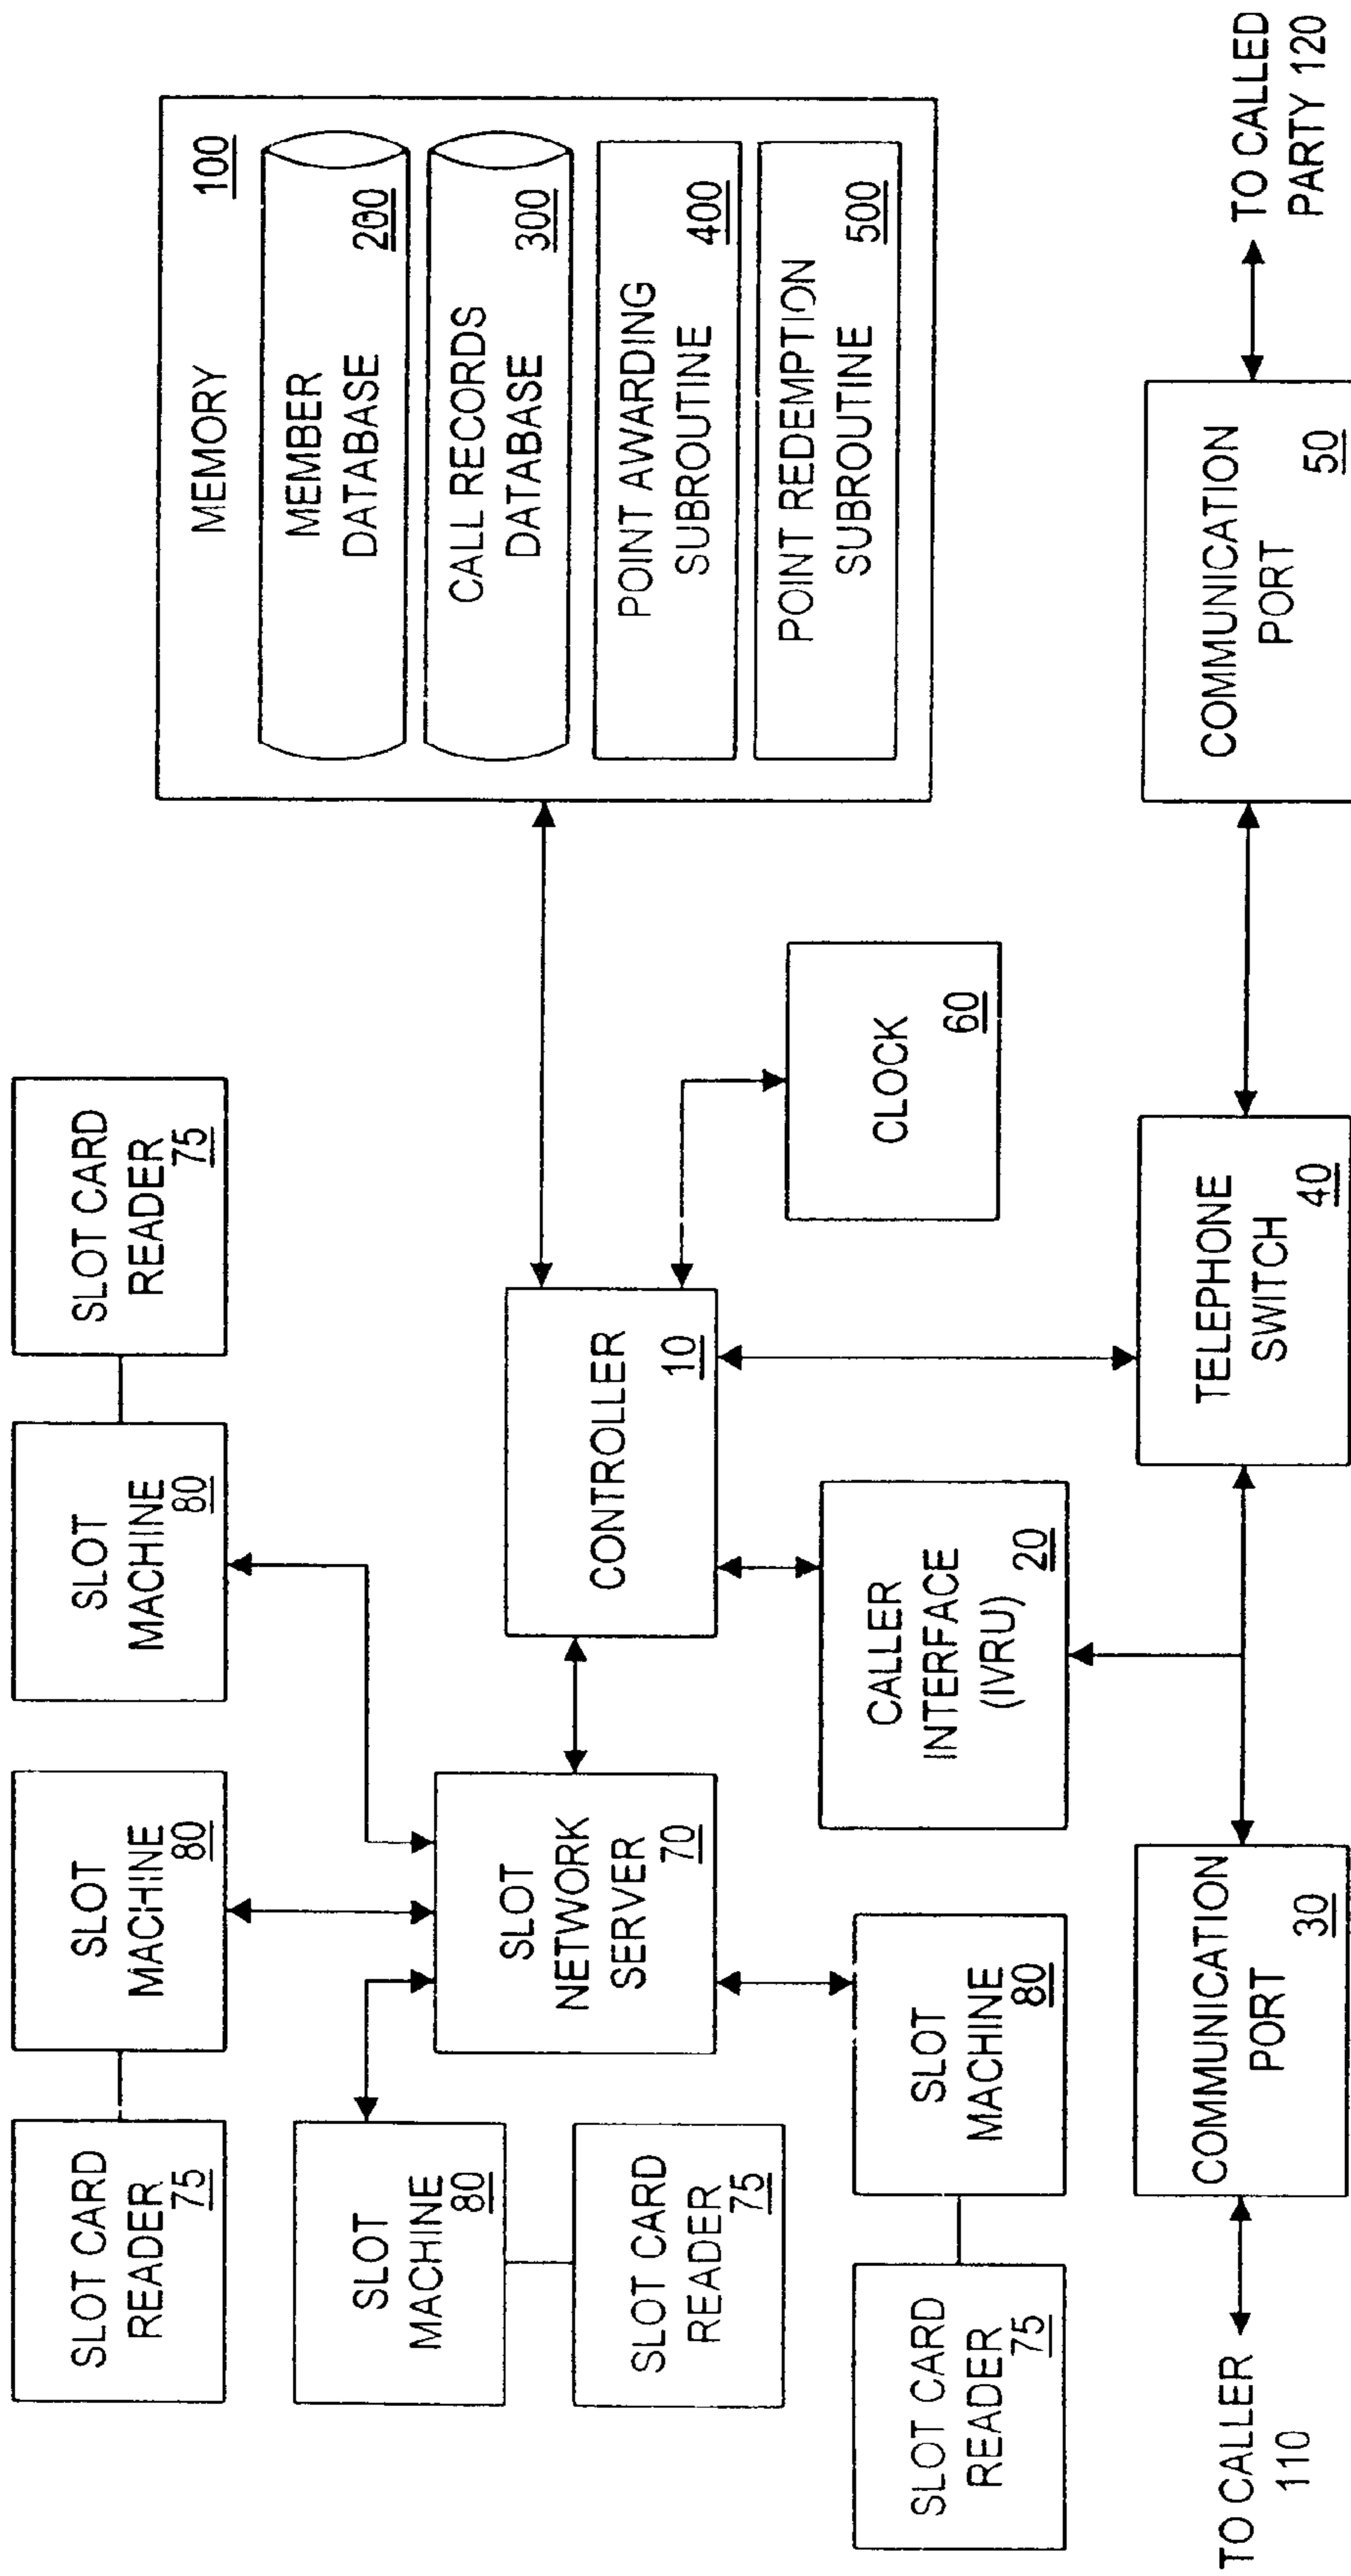 SLOT CARD
READER
75
SLOT
MACHINE
80
SLOT
MACHINE
80
SLOT CARD
READER
75
SLOT
MACHINE
80
SLOT CARD
READER
75
SLOT
NETWORK
SERVER
70
SLOT CARD
READER
75
SLOT
MACHINE
80
CONTROLLER
10
CALLER
INTERFACE
(IVRU)
20
CLOCK
60
MEMORY
100
MEMBER
DATABASE
200
CALL RECORDS
DATABASE
300
POINT AWARDING
SUBROUTINE
400
POINT REDEMPTION
SUBROUTINE
500
TO CALLER
110
COMMUNICATION
PORT
30
TELEPHONE
SWITCH
40
COMMUNICATION
PORT
50
TO CALLED
PARTY 120